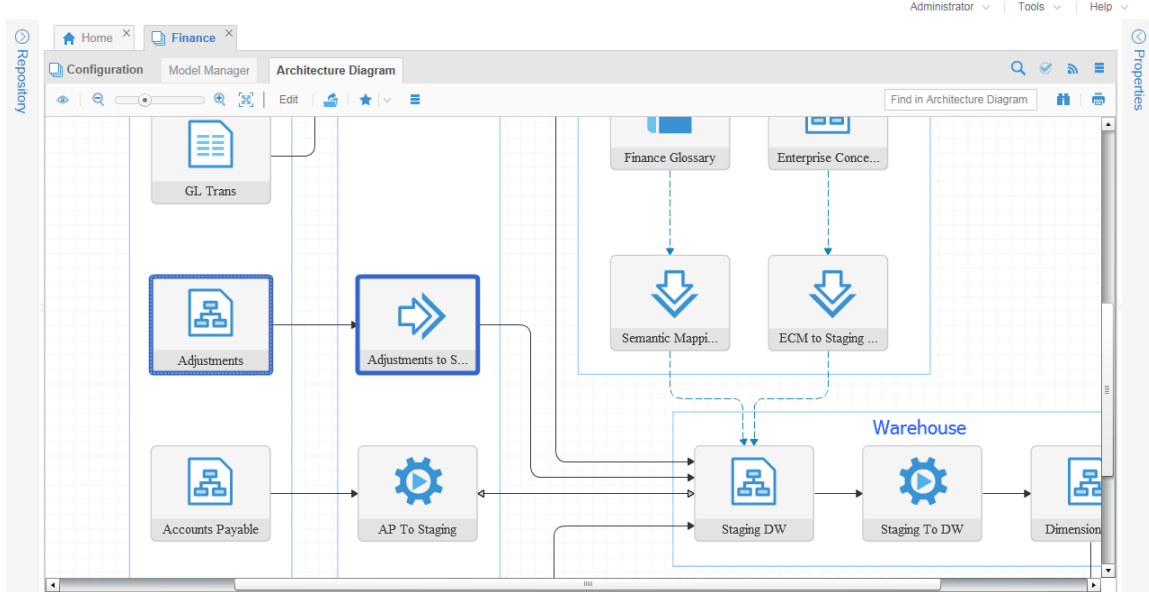 Administrator Tools Help
Home Finance
Repository
Properties
Configuration Model Manager Architecture Diagram
Edit Find in Architecture Diagram
GL Trans
Finance Glossary Enterprise Conce...
Adjustments Adjustments to S...
Semantic Mappi... ECM to Staging ...
Warehouse
Accounts Payable AP To Staging Staging DW Staging To DW Dimension